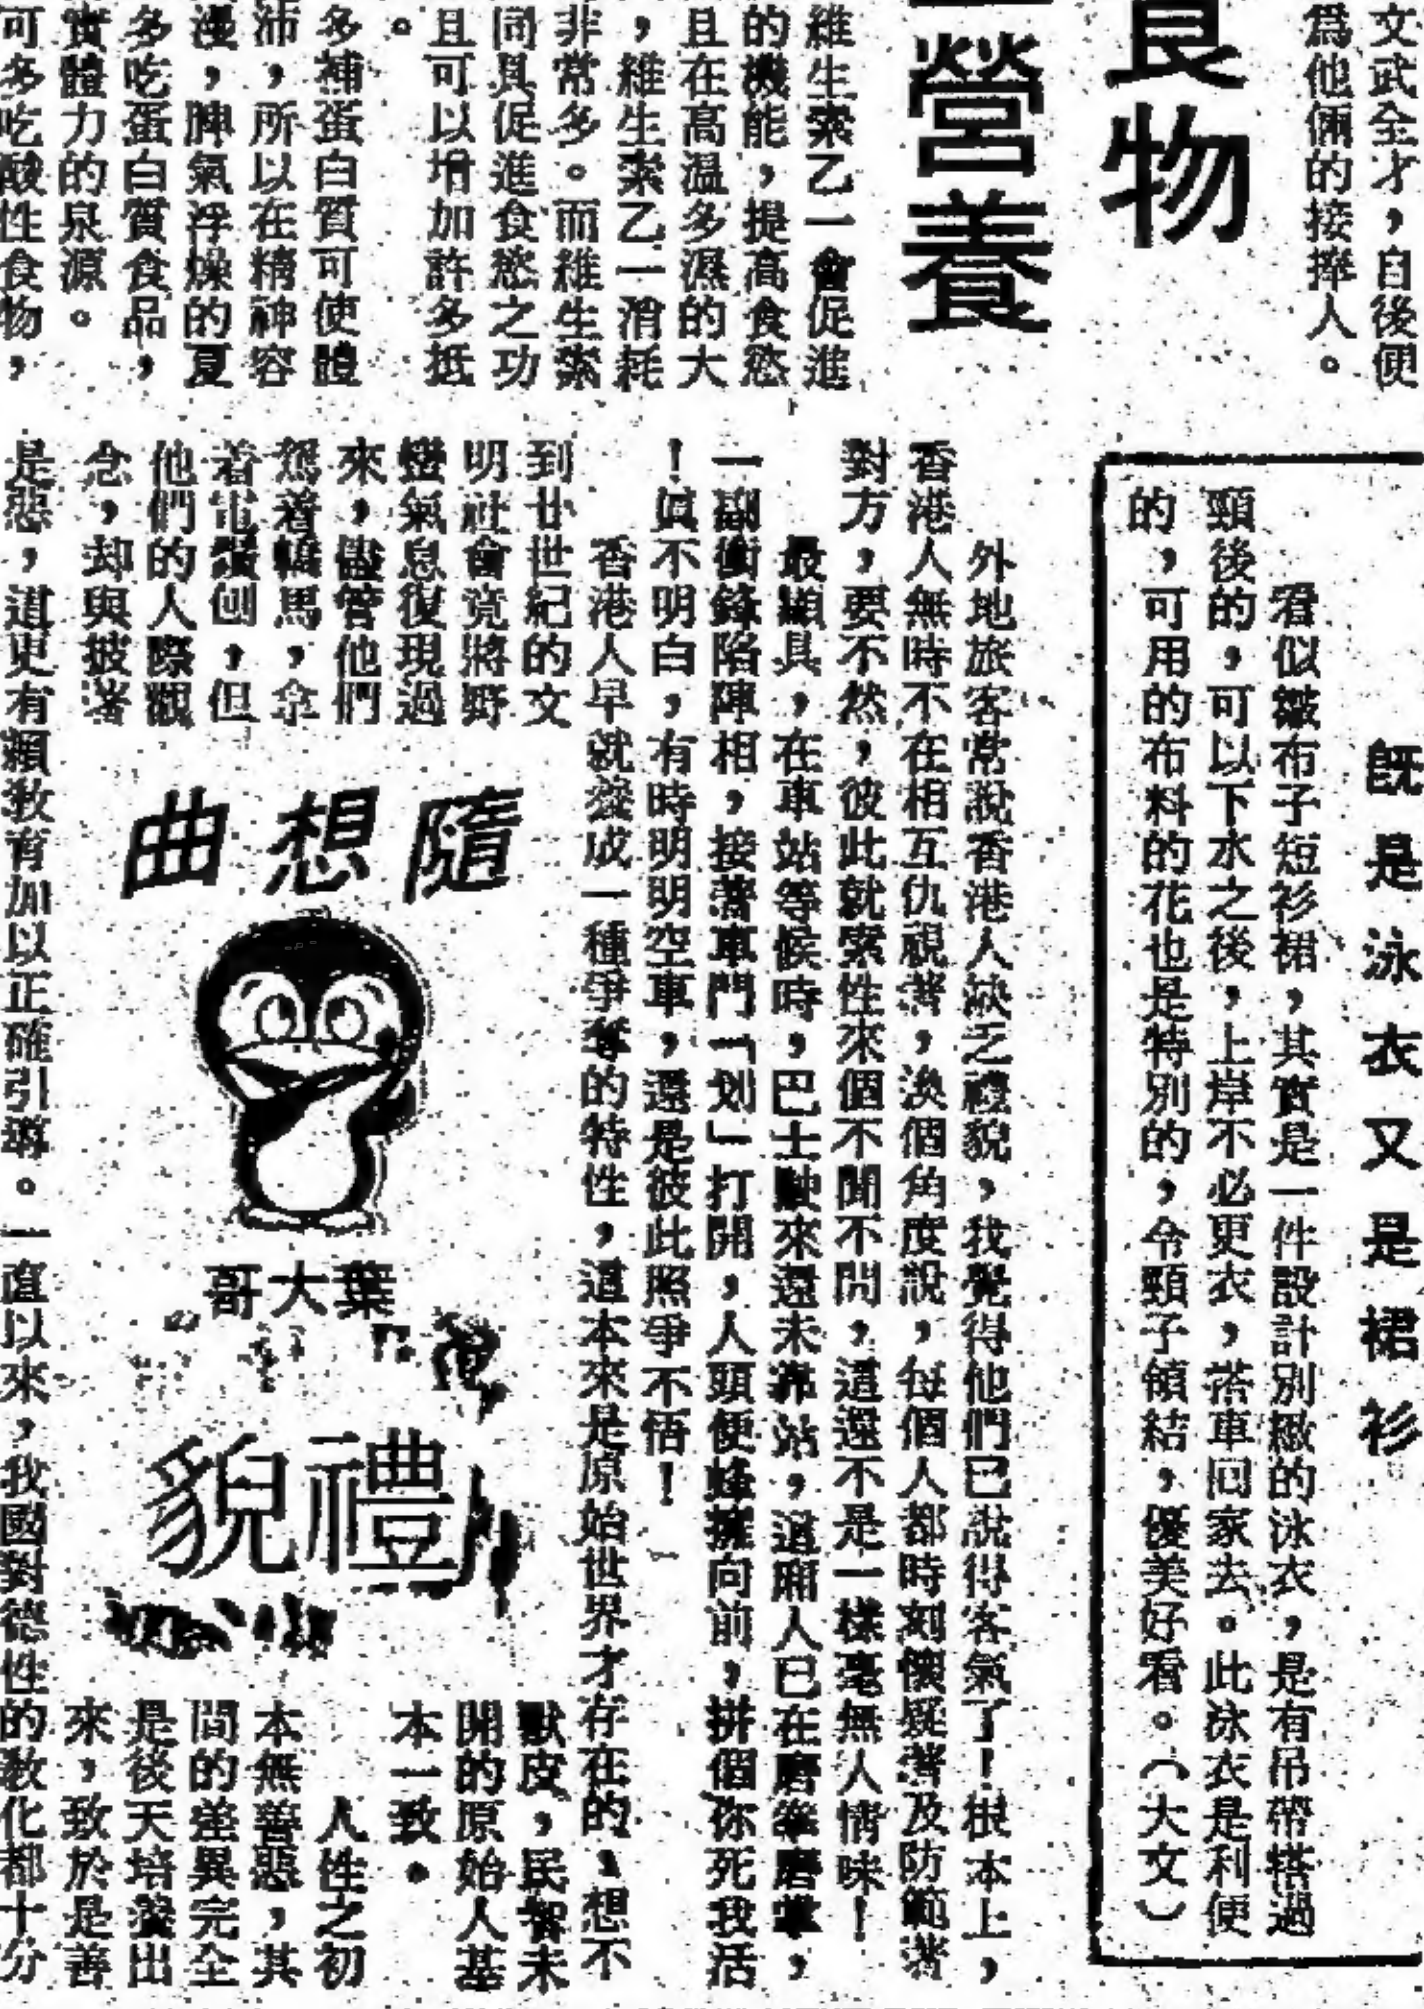 文武全才，自後便
爲他倆的接捧人。
食物
營養
維生素乙一會促進
的機能，提高食慾
且在高溫多濕的大
，維生素乙一消耗
非常多。而維生素
同具促進食慾之功
且可以增加許多抵
。
多補蛋白質可使體
沛，所以在精神容
漫，脾氣浮燥的夏
多吃蛋白質食品，
實體力的泉源。
可多吃酸性食物，
既是泳衣又是裙衫
看似皺布子短衫裙，其實是一件設計別緻的泳衣，是有吊帶搭過
頸後的，可以下水之後，上岸不必更衣，搭車回家去。此泳衣是利便
的，可用的布料的花也是特別的，令頸子領結，優美好看。（大文）
外地旅客常說香港人缺乏禮貌，我覺得他們已說得客氣了！根本上，
香港人無時不在相互仇視著，換個角度說，每個人都時刻懷疑著及防範著
對方，要不然，彼此就索性來個不聞不問，這還不是一樣毫無人情味！
最顯具，在車站等候時，巴士駛來還未靠站，這廂人已在磨拳磨掌，
一副衝鋒陷陣相，接著車門「划」打開，人頭便蜂擁向前，拼個你死我活
！眞不明白，有時明明空車，還是彼此照爭不悟！
香港人早就養成一種爭奪的特性，這本來是原始世界才存在的，想不
到廿世紀的文
明社會竟將野
蠻氣息復現過
來，儘管他們
駕着轎馬，拿
着電鑽刨，但
他們的人際觀
念，却與披著
隨想曲
葉大哥
禮貌
獸皮，民智未
開的原始人基
本一致。
人性之初
本無善惡，其
間的差異完全
是後天培養出
來，致於是善
是惡，這更有賴敎育加以正確引導。一直以來，我國對德性的敎化都十分